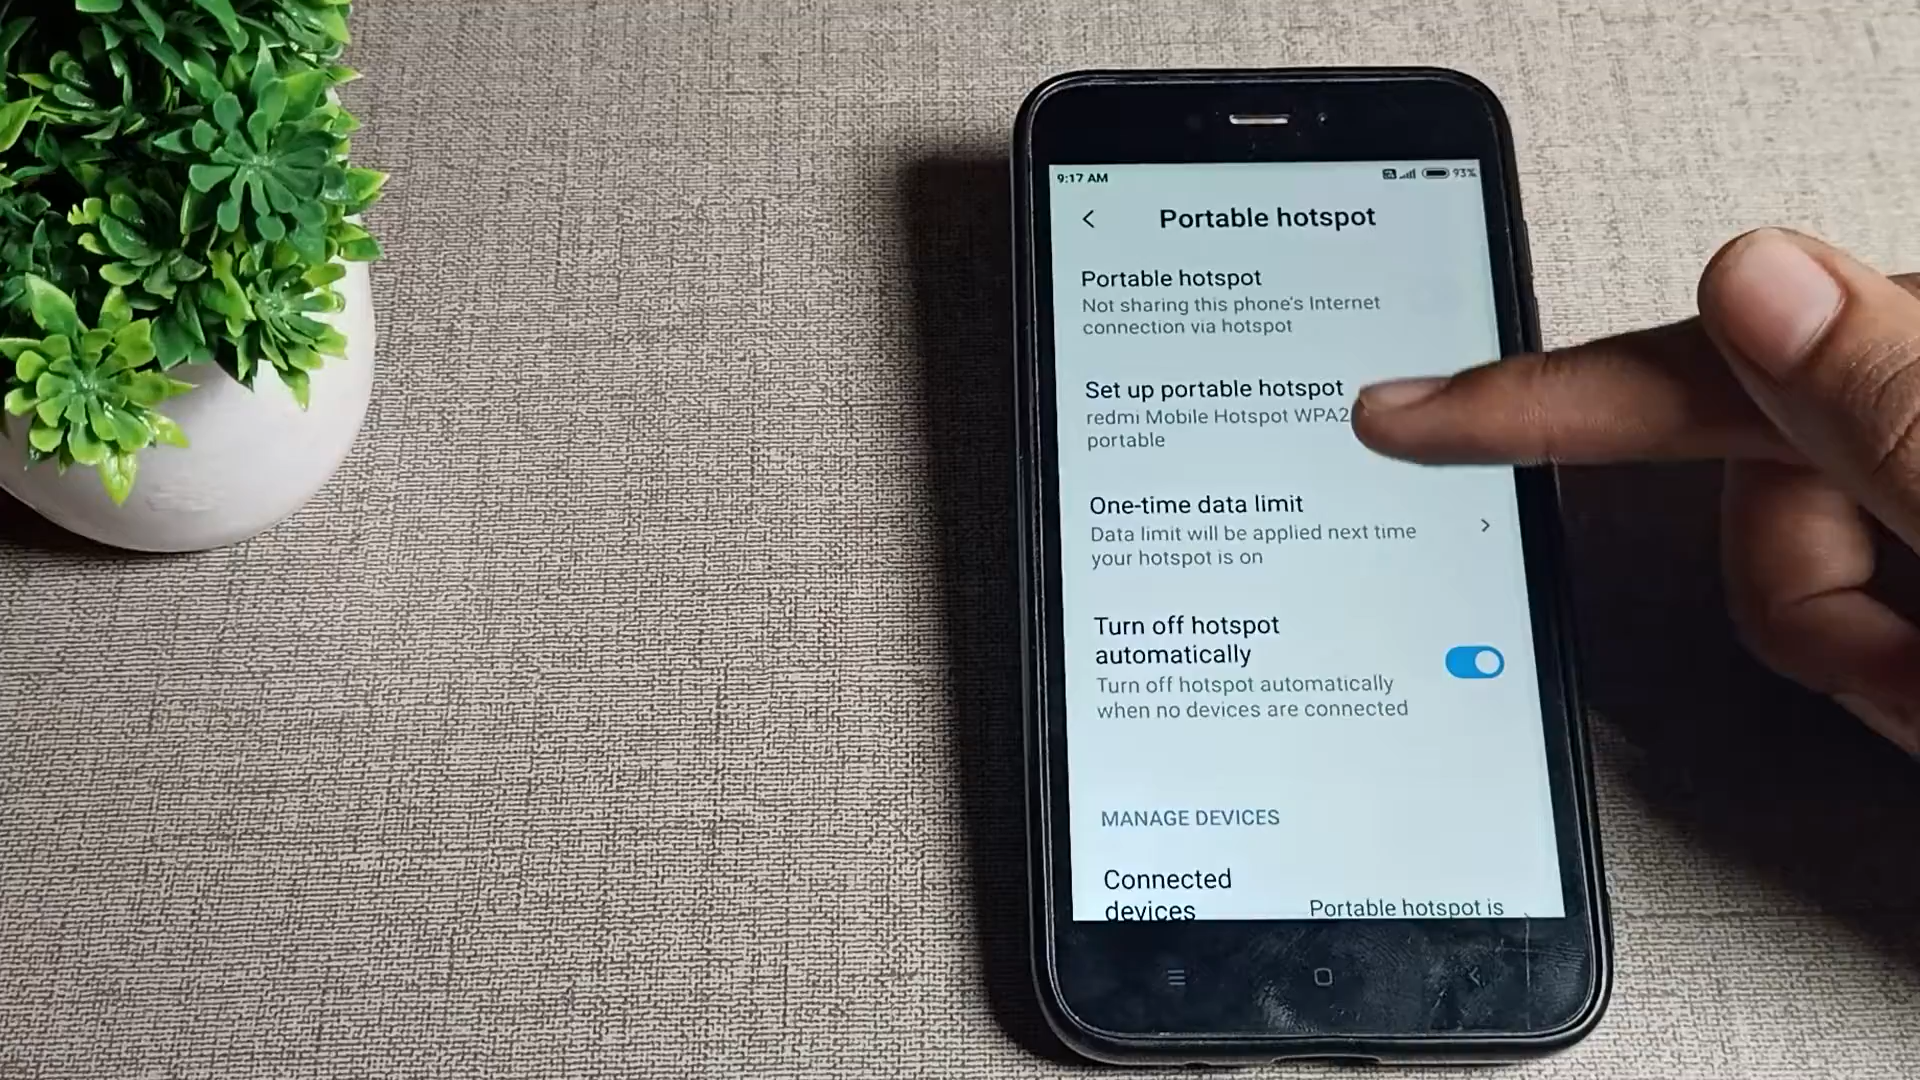 9:17 AM
93%
Portable hotspot
Portable hotspot
Not sharing this phone's Internet
connection via hotspot
Set up portable hotspot
redmi Mobile Hotspot WPA2
portable
One-time data limit
Data limit will be applied next time
your hotspot is on
Turn off hotspot
automatically
Turn off hotspot automatically
when no devices are connected
MANAGE DEVICES
Connected
devices
Portable hotspot is